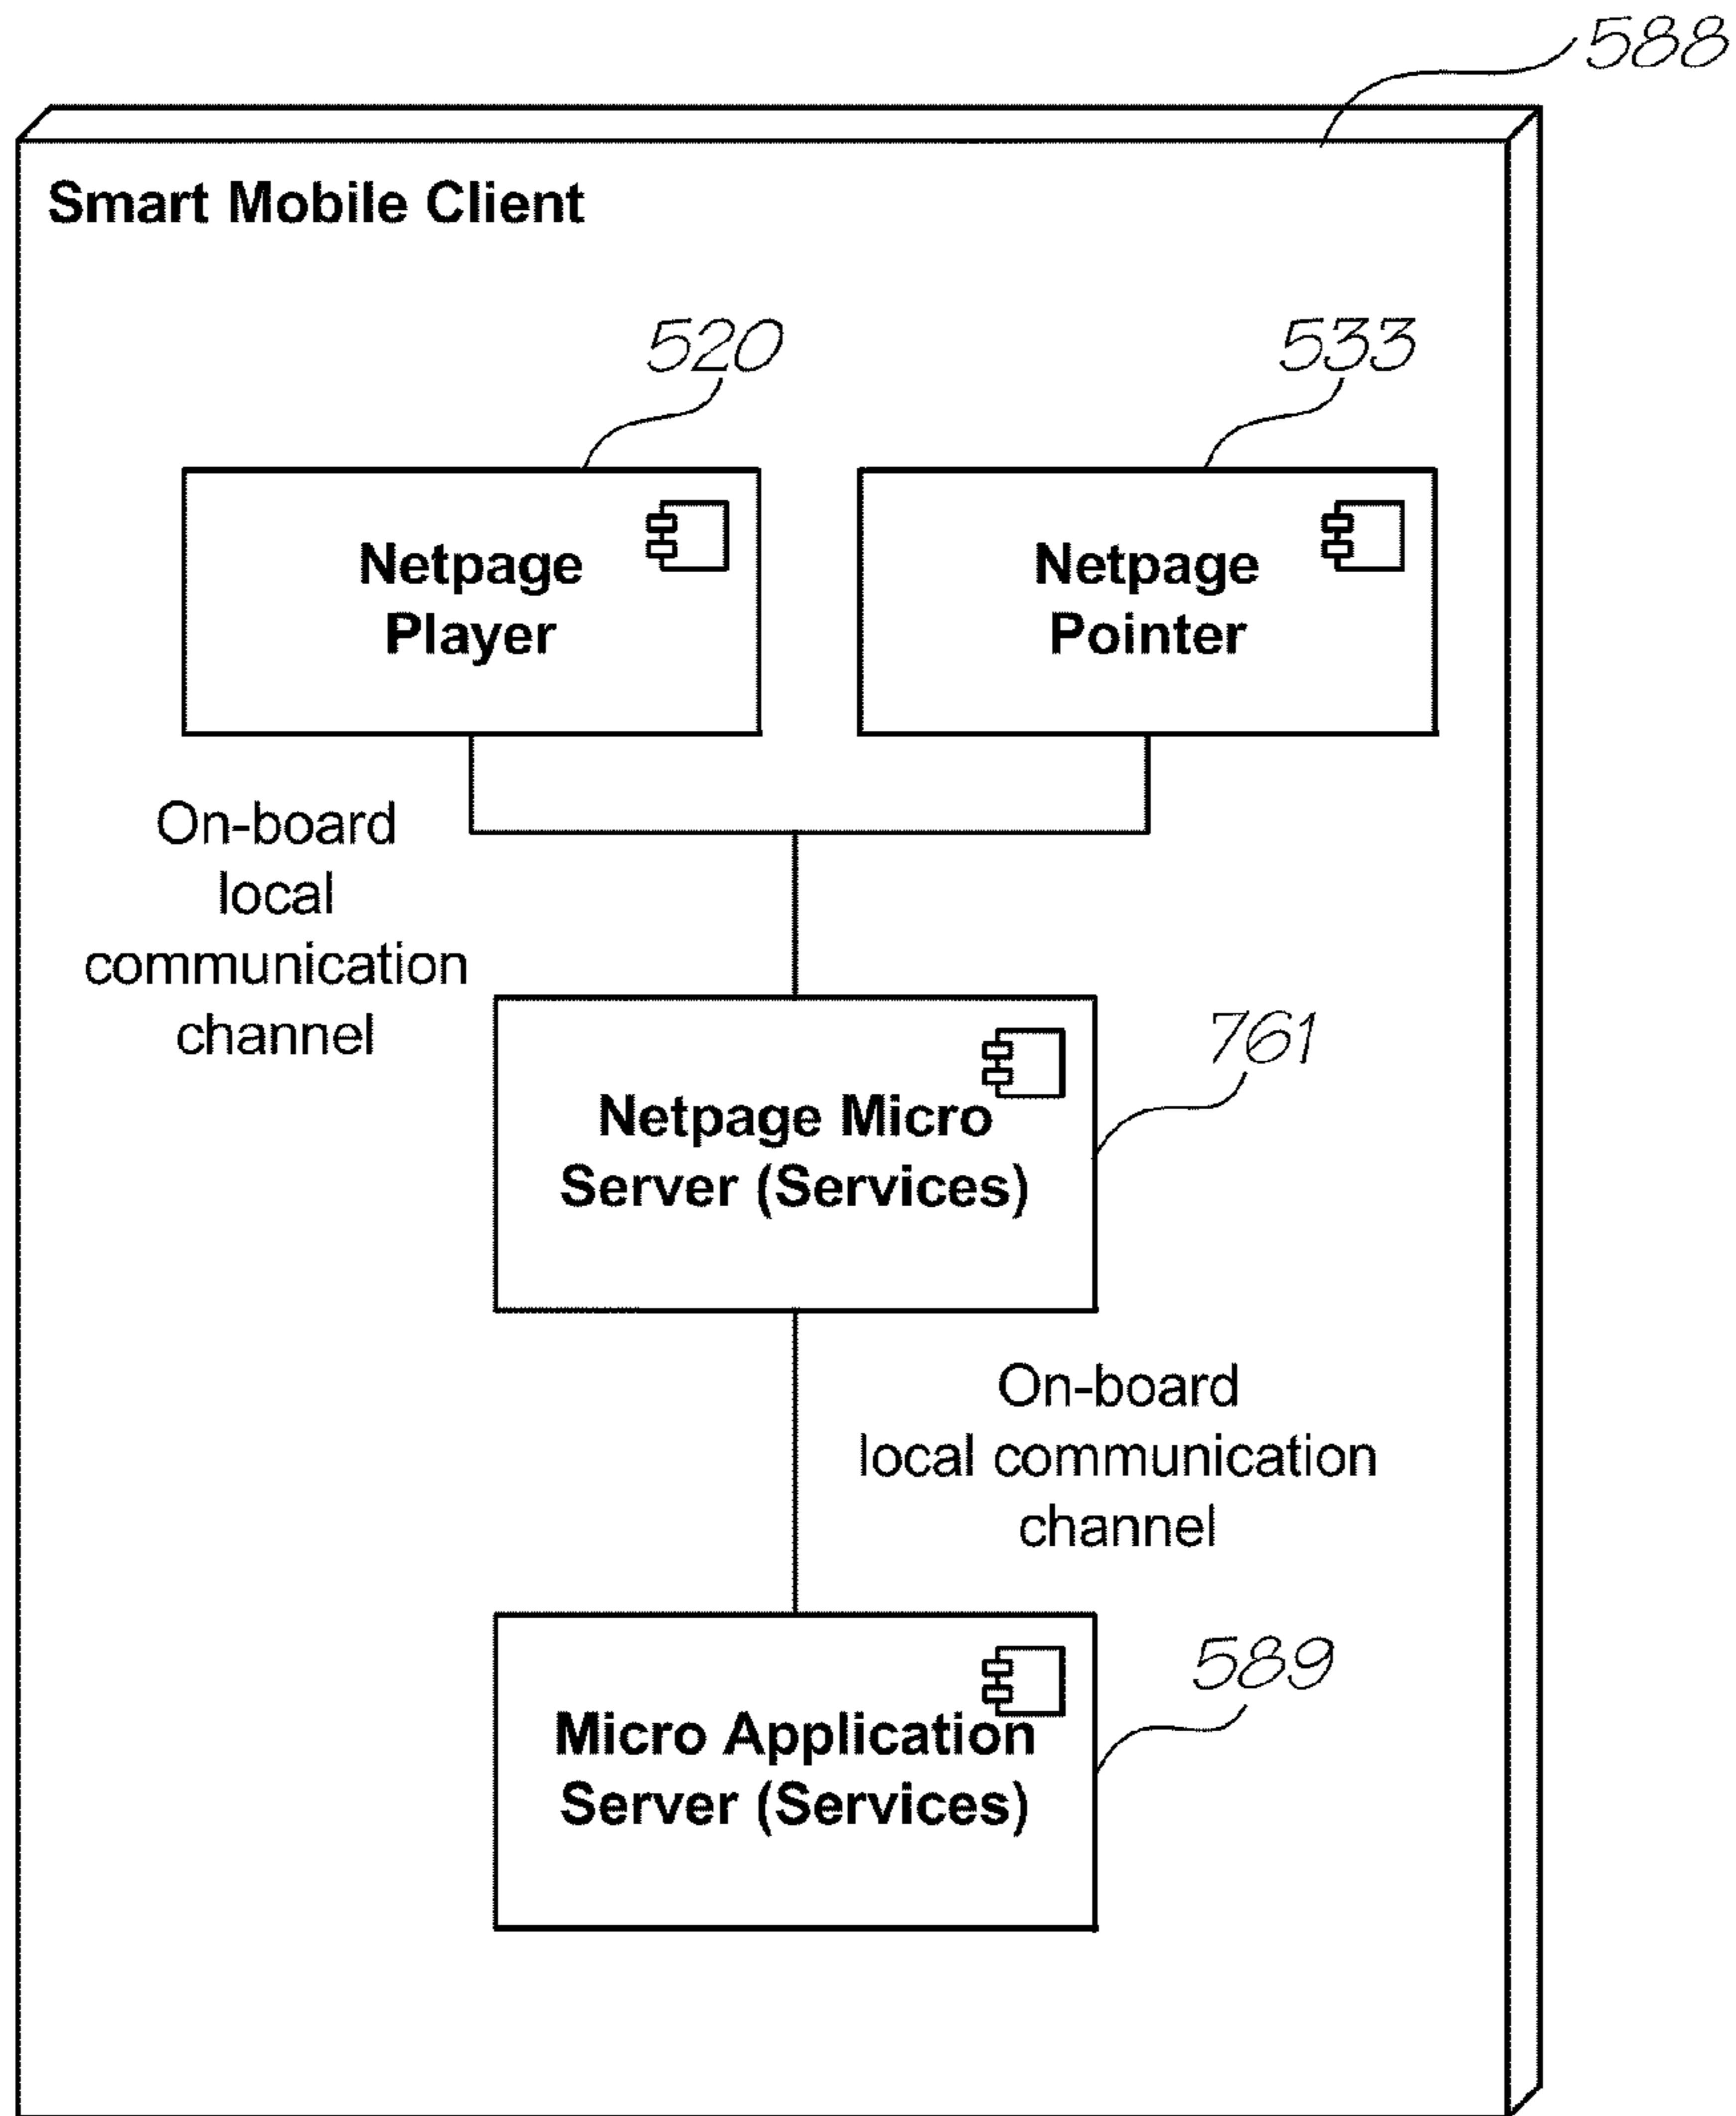 588
Smart Mobile Client
520
533
Netpage
Player
Netpage
Pointer
On-board
local
communication
channel
Netpage Micro
Server (Services)
761
On-board
local communication
channel
Micro Application
Server (Services)
589